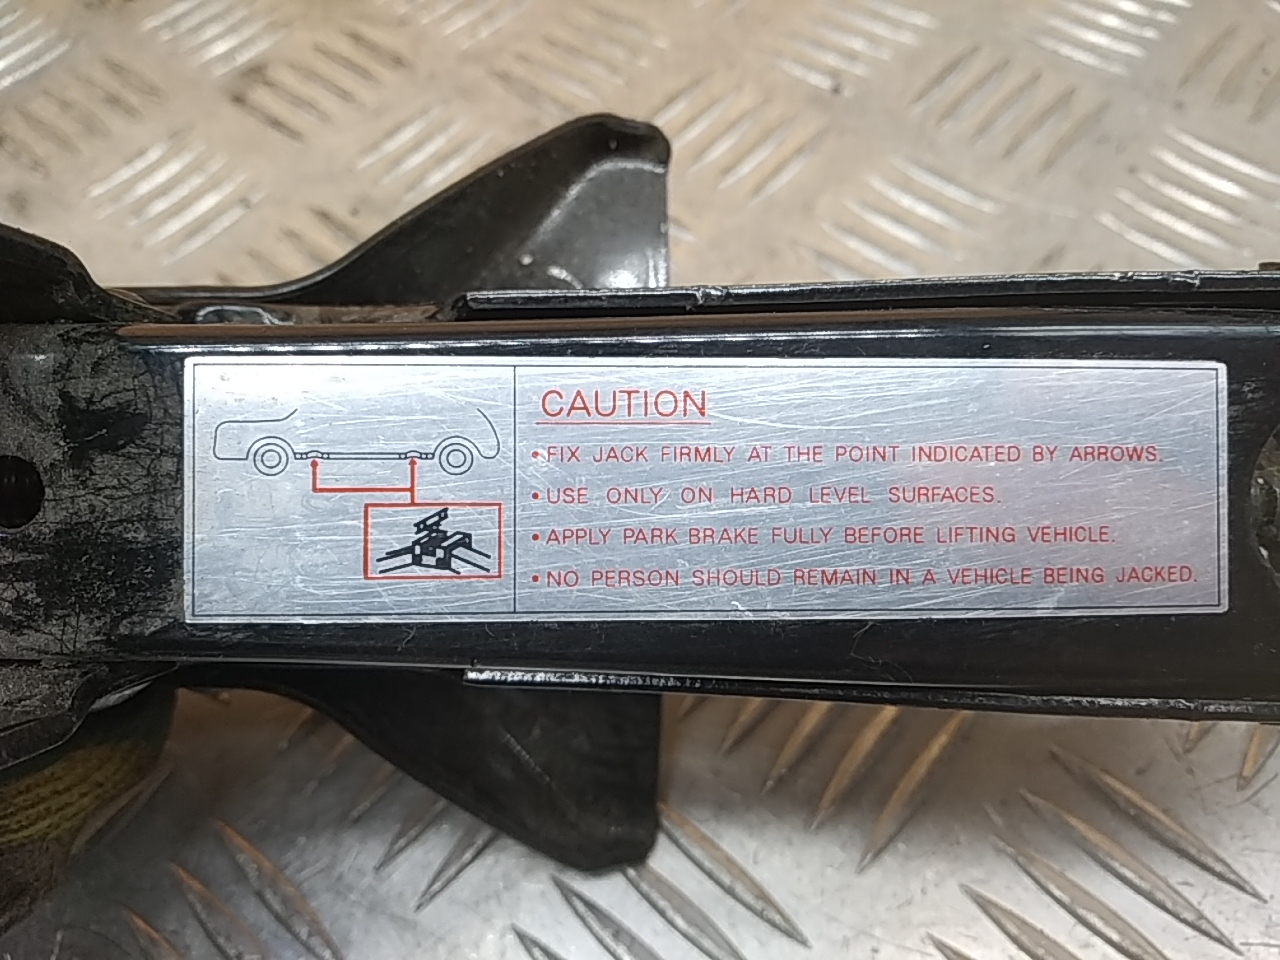 CAUTION
• FIX JACK FIRMLY AT THE POINT INDICATED BY ARROWS.
• USE ONLY ON HARD LEVEL SURFACES.
• APPLY PARK BRAKE FULLY BEFORE LIFTING VEHICLE.
• NO PERSON SHOULD REMAIN IN A VEHICLE BEING JACKED.